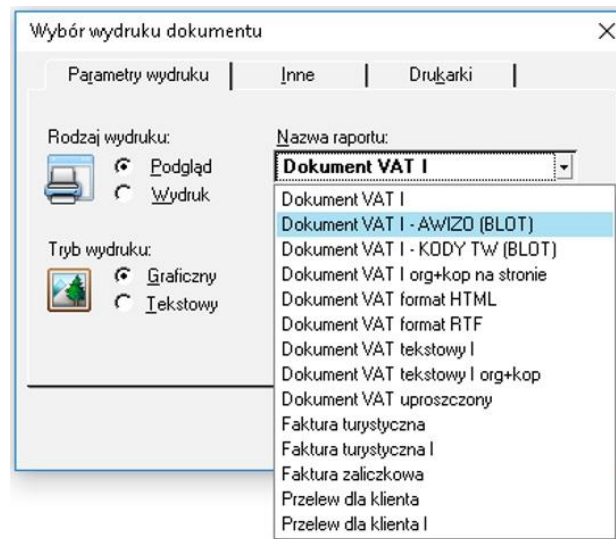 Wybór wydruku dokumentu
Parametry wydruku
Inne
Drukarki
Rodzaj wydruku:
Podgląd
Wydruk
Tryb wydruku:
Graficzny
Tekstowy
Nazwa raportu:
Dokument VAT I
Dokument VAT I
Dokument VAT I - AWIZO (BLOT)
Dokument VAT I - KODY TW (BLOT)
Dokument VAT I org+kop na stronie
Dokument VAT format HTML
Dokument VAT format RTF
Dokument VAT tekstowy I
Dokument VAT tekstowy I org+kop
Dokument VAT uproszczony
Faktura turystyczna
Faktura turystyczna I
Faktura zaliczkowa
Przelew dla klienta
Przelew dla klienta I